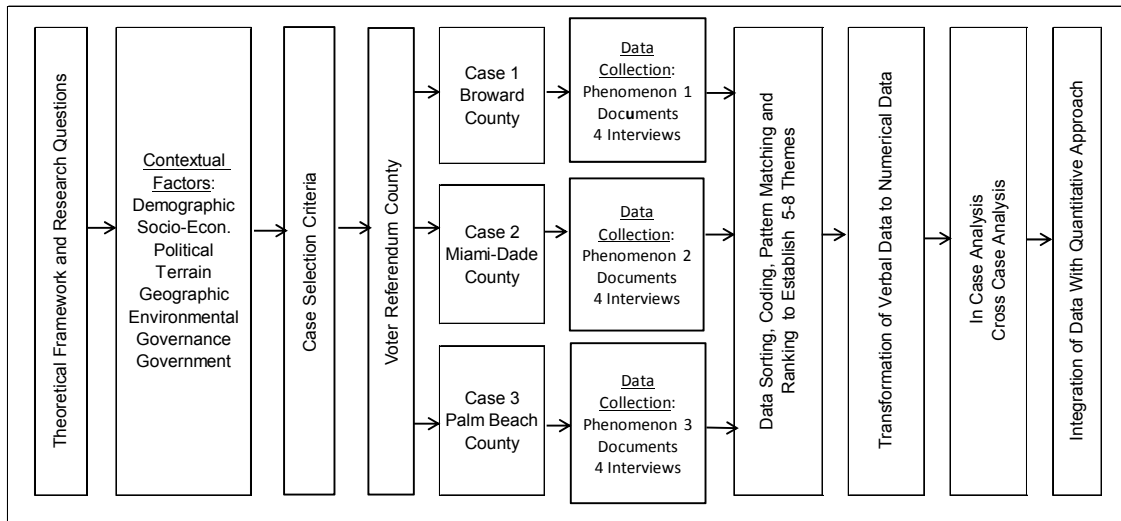 Theoretical Framework and Research Questions
Contextual
Factors:
Demographic
Socio-Econ.
Political
Terrain
Geographic
Environmental
Governance
Government
Case Selection Criteria
Voter Referendum County
Case 1
Broward
County
Data
Collection:
Phenomenon 1
Documents
4 Interviews
Case 2
Miami-Dade
County
Data
Collection:
Phenomenon 2
Documents
4 Interviews
Case 3
Palm Beach
County
Data
Collection:
Phenomenon 3
Documents
4 Interviews
Data Sorting, Coding, Pattern Matching and
Ranking to Establish 5-8 Themes
Transformation of Verbal Data to Numerical Data
In Case Analysis
Cross Case Analysis
Integration of Data With Quantitative Approach